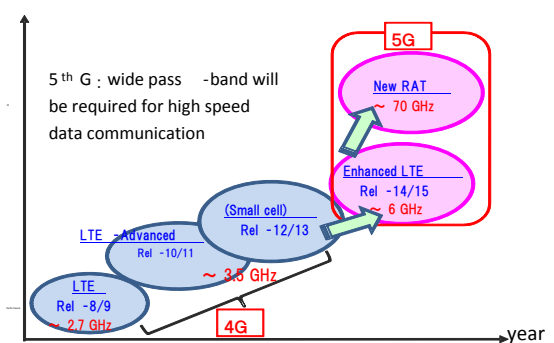 5 th G : wide pass -band will
be required for high speed
data communication
5G
New RAT
~ 70 GHz
Enhanced LTE
Rel -14/15
~ 6 GHz
(Small cell)
Rel -12/13
LTE -Advanced
Rel -10/11
~ 3.5 GHz
LTE
Rel -8/9
~ 2.7 GHz
4G
year